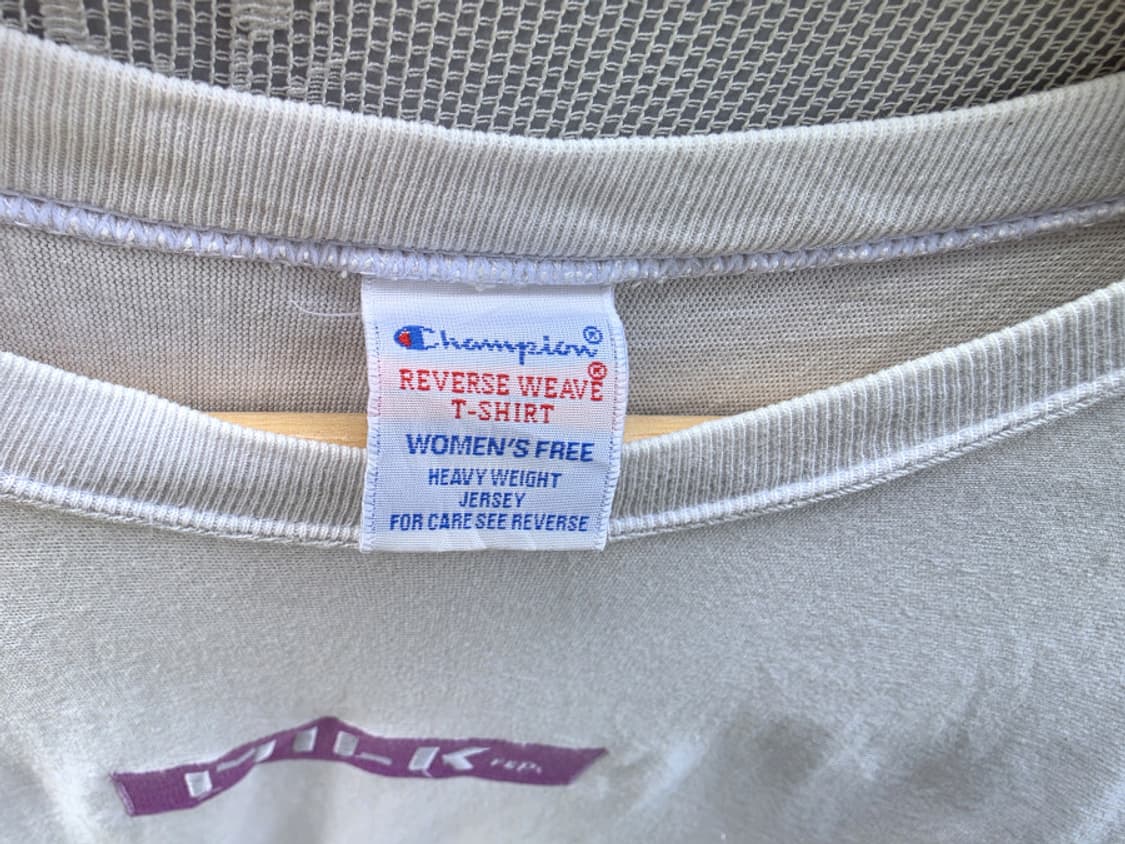 Champion®
REVERSE WEAVE®
T-SHIRT
WOMEN'S FREE
HEAVY WEIGHT
JERSEY
FOR CARE SEE REVERSE